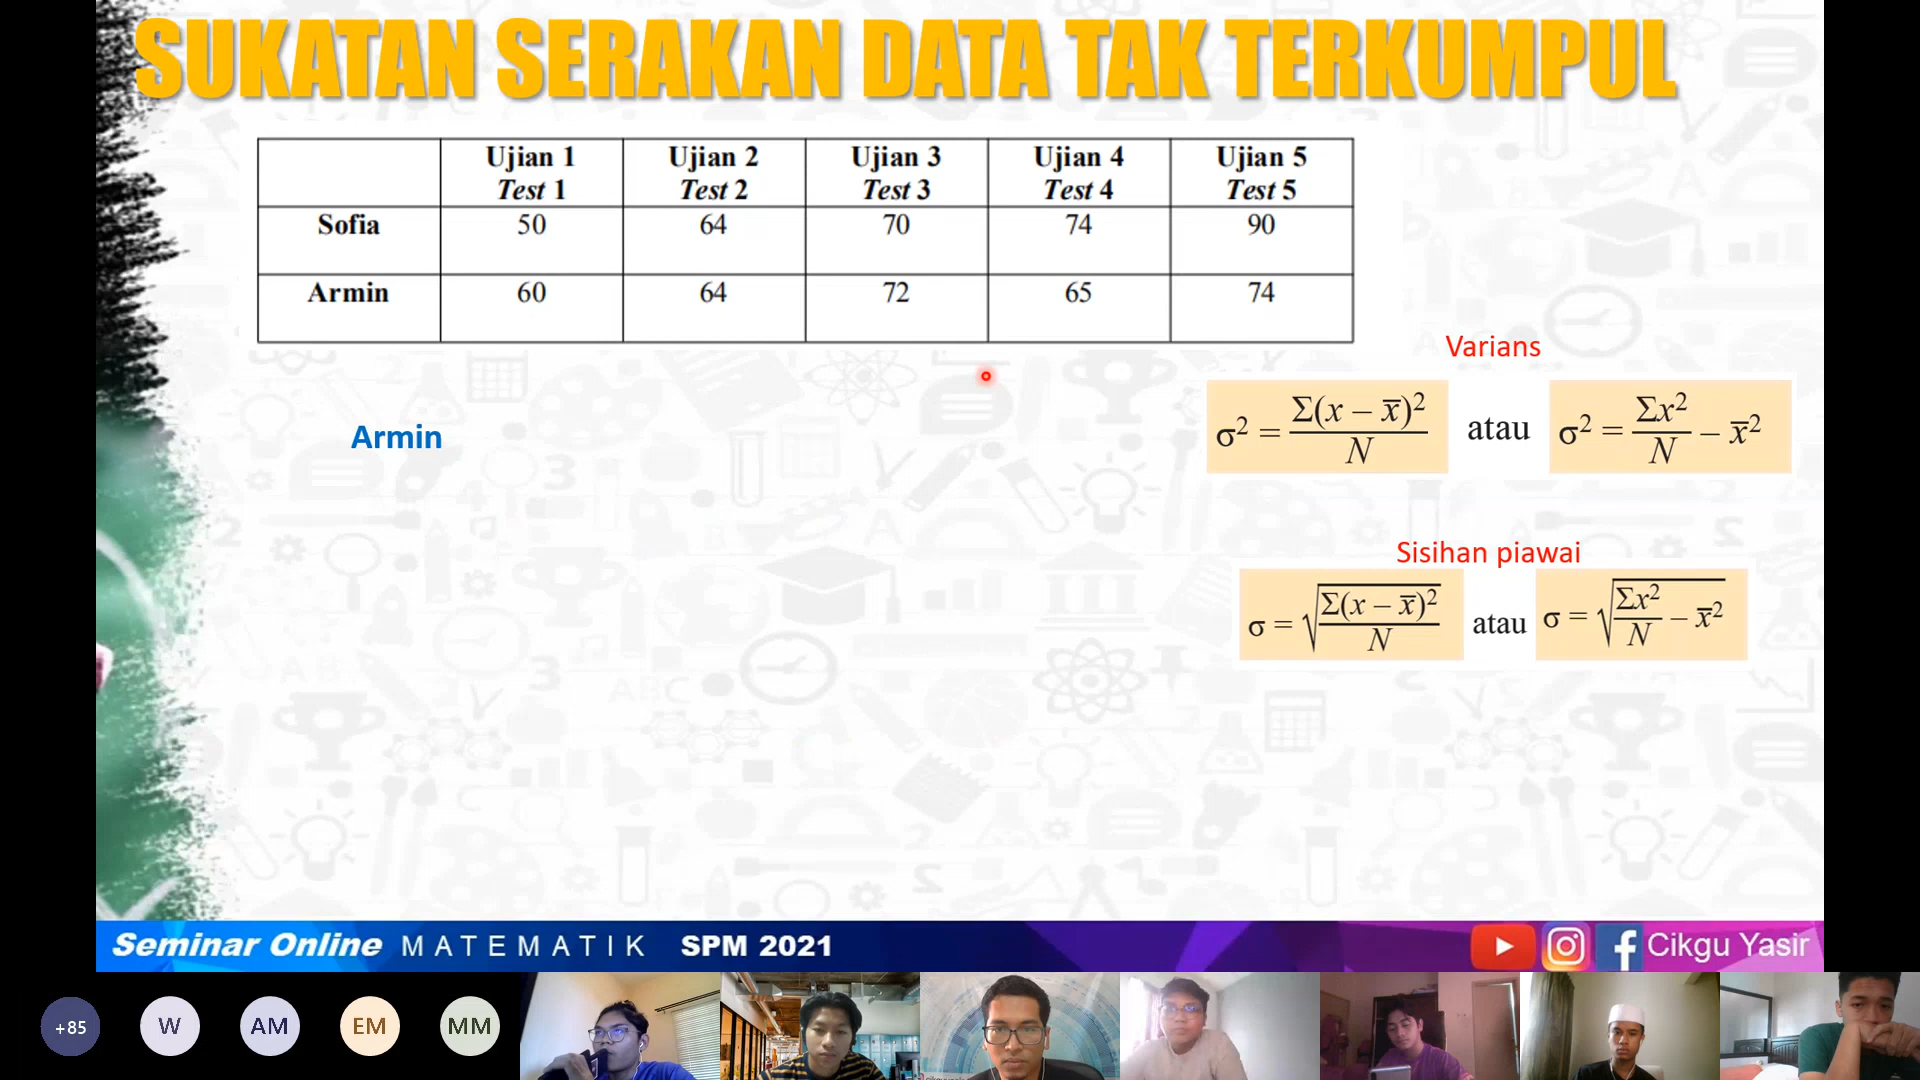 SUKATAN SERAKAN DATA TAK TERKUMPUL
Ujian 1 Ujian 2 Ujian 3 Ujian 4 Ujian 5
Test 1 Test 2 Test 3 Test 4 Test 5
Sofia 50 64 70 74 90
Armin 60 64 72 65 74
Varians
σ² = Σ(x − x̅)² / N atau σ² = Σx² / N − x̅²
Armin
Sisihan piawai
σ = √(Σ(x − x̅)² / N) atau σ = √(Σx² / N − x̅²)
Seminar Online MATEMATIK SPM 2021 Cikgu Yasir
+85 W AM EM MM